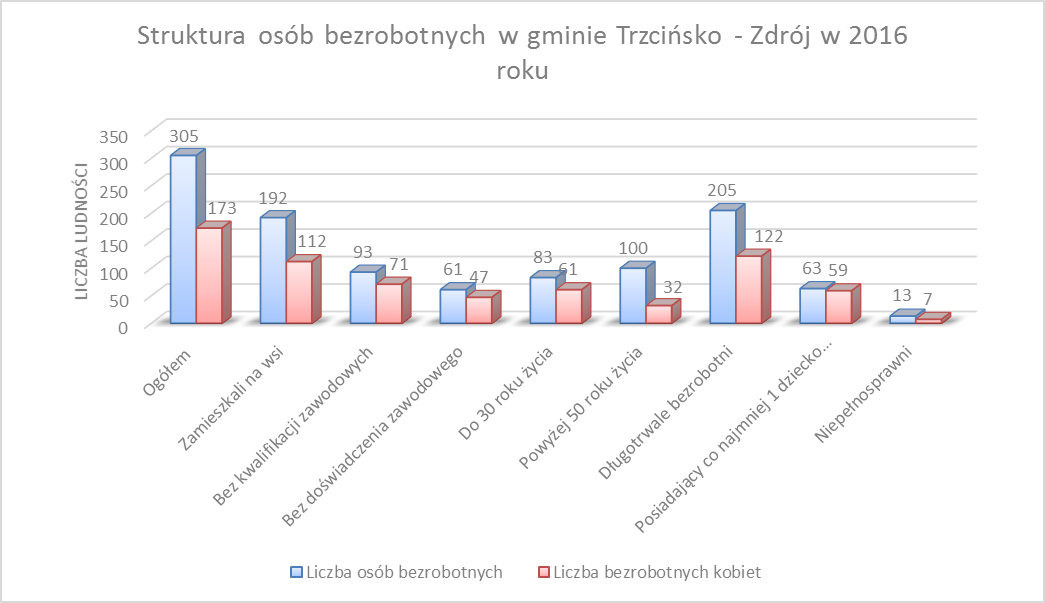 Struktura osób bezrobotnych w gminie Trzcińsko - Zdrój w 2016
roku
LICZBA LUDNOŚCI
350
300
250
200
150
100
50
0
305
173
192
112
93
71
61
47
83
61
100
32
205
122
63
59
13
7
Ogółem
Zamieszkali na wsi
Bez kwalifikacji zawodowych
Bez doświadczenia zawodowego
Do 30 roku życia
Powyżej 50 roku życia
Długotrwale bezrobotni
Posiadający co najmniej 1 dziecko...
Niepełnosprawni
Liczba osób bezrobotnych
Liczba bezrobotnych kobiet